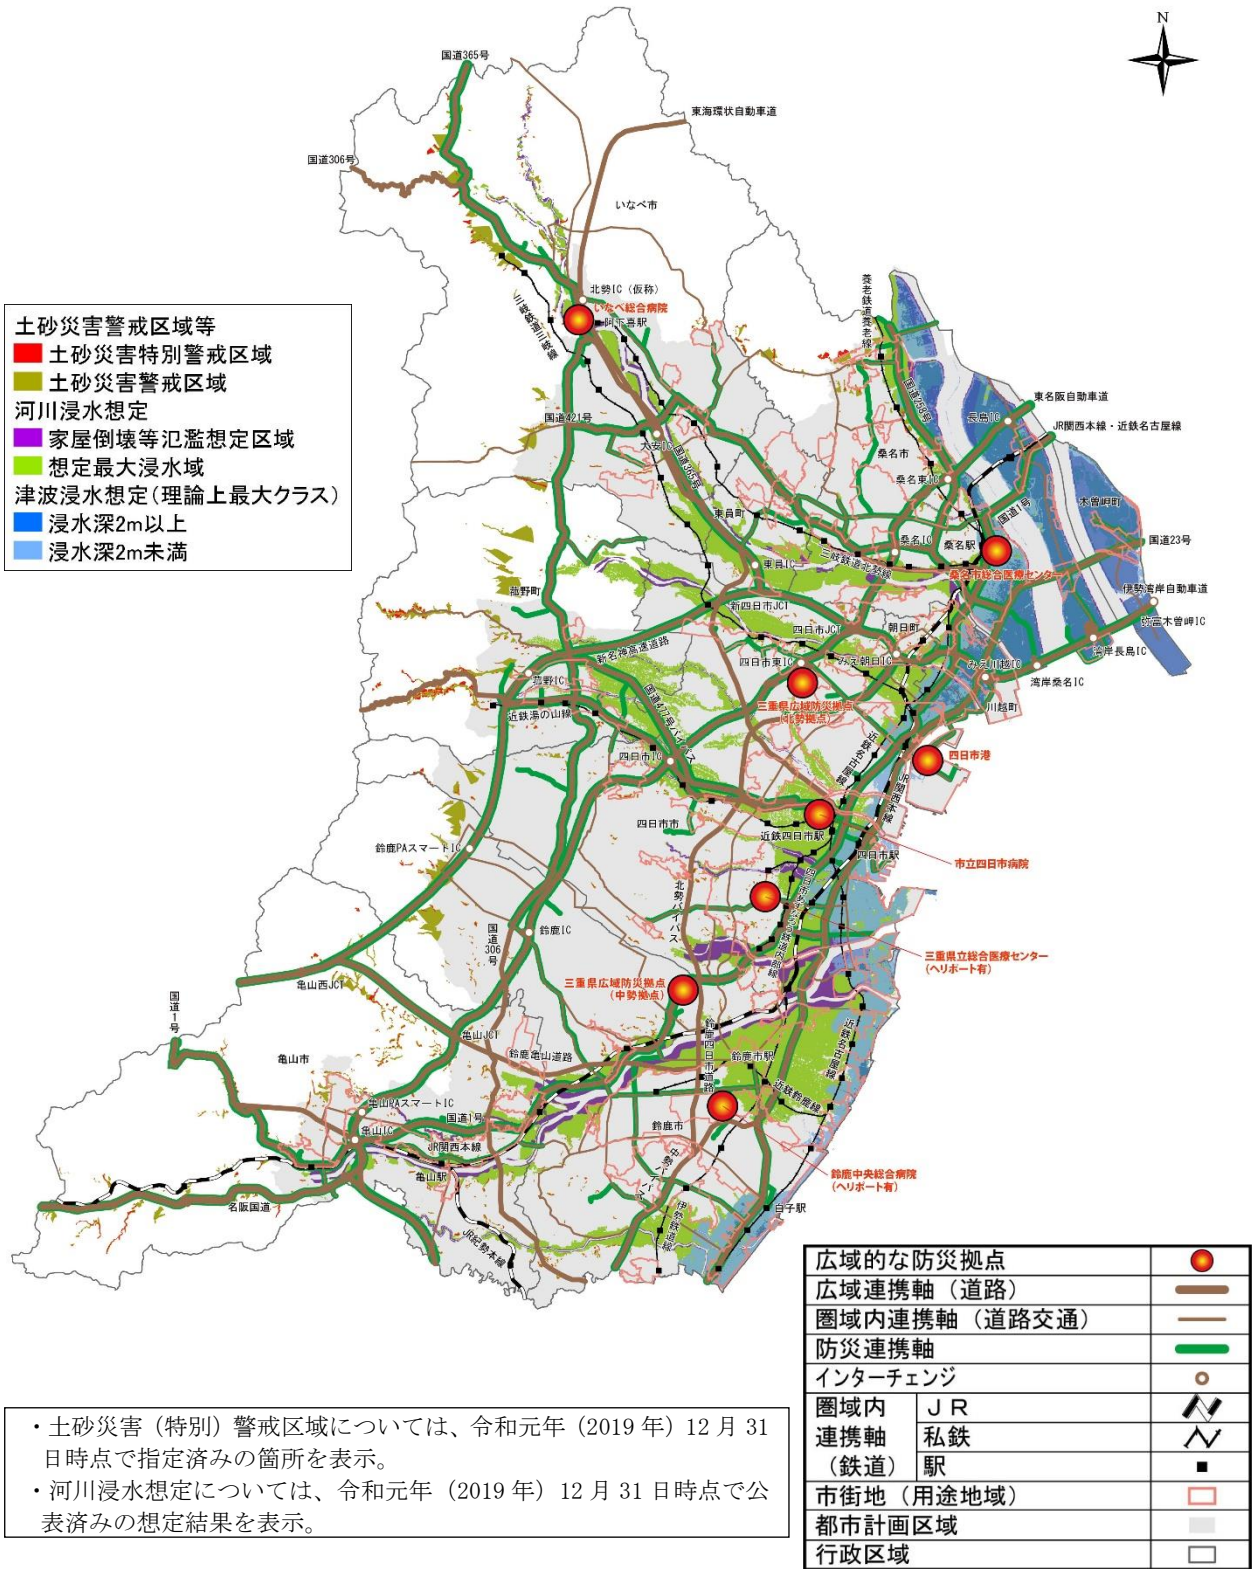 N
国道365号
東海環状自動車道
国道306号
いなべ市
養老鉄道養老線
北勢IC（仮称）
いなべ総合病院
阿下喜駅
三岐鉄道三岐線
土砂災害警戒区域等
土砂災害特別警戒区域
土砂災害警戒区域
河川浸水想定
家屋倒壊等氾濫想定区域
想定最大浸水域
津波浸水想定(理論上最大クラス)
浸水深2m以上
浸水深2m未満
国道258号
東名阪自動車道
長島IC
JR関西本線・近鉄名古屋線
国道421号
大安IC
国道365号
桑名市
桑名東IC
木曽岬町
国道1号
東員町
桑名IC
桑名駅
国道23号
三岐鉄道北勢線
東員IC
桑名市総合医療センター
伊勢湾岸自動車道
菰野町
新四日市JCT
弥富木曽岬IC
四日市JCT
朝日町
湾岸長島IC
新名神高速道路
四日市東IC
みえ朝日IC
みえ川越IC
湾岸桑名IC
菰野IC
三重県広域防災拠点
(北勢拠点)
川越町
国道477号バイパス
近鉄湯の山線
四日市IC
近鉄名古屋線
四日市港
JR関西本線
四日市市
近鉄四日市駅
鈴鹿PAスマートIC
四日市駅
市立四日市病院
北勢バイパス
四日市あすなろう鉄道内部線
国道306号
鈴鹿IC
三重県立総合医療センター
(ヘリポート有)
三重県広域防災拠点
(中勢拠点)
亀山西JCT
国道1号
亀山JCT
鈴鹿四日市道路
近鉄名古屋線
亀山市
鈴鹿亀山道路
鈴鹿市駅
近鉄鈴鹿線
亀山PAスマートIC
国道1号
亀山IC
鈴鹿市
JR関西本線
亀山駅
中勢バイパス
鈴鹿中央総合病院
(ヘリポート有)
名阪国道
伊勢鉄道線
白子駅
JR紀勢本線
広域的な防災拠点
広域連携軸（道路）
圏域内連携軸（道路交通）
防災連携軸
インターチェンジ
圏域内 ＪＲ
連携軸 私鉄
（鉄道） 駅
市街地（用途地域）
都市計画区域
行政区域
・土砂災害（特別）警戒区域については、令和元年（2019 年）12 月 31
日時点で指定済みの箇所を表示。
・河川浸水想定については、令和元年（2019 年）12 月 31 日時点で公
表済みの想定結果を表示。